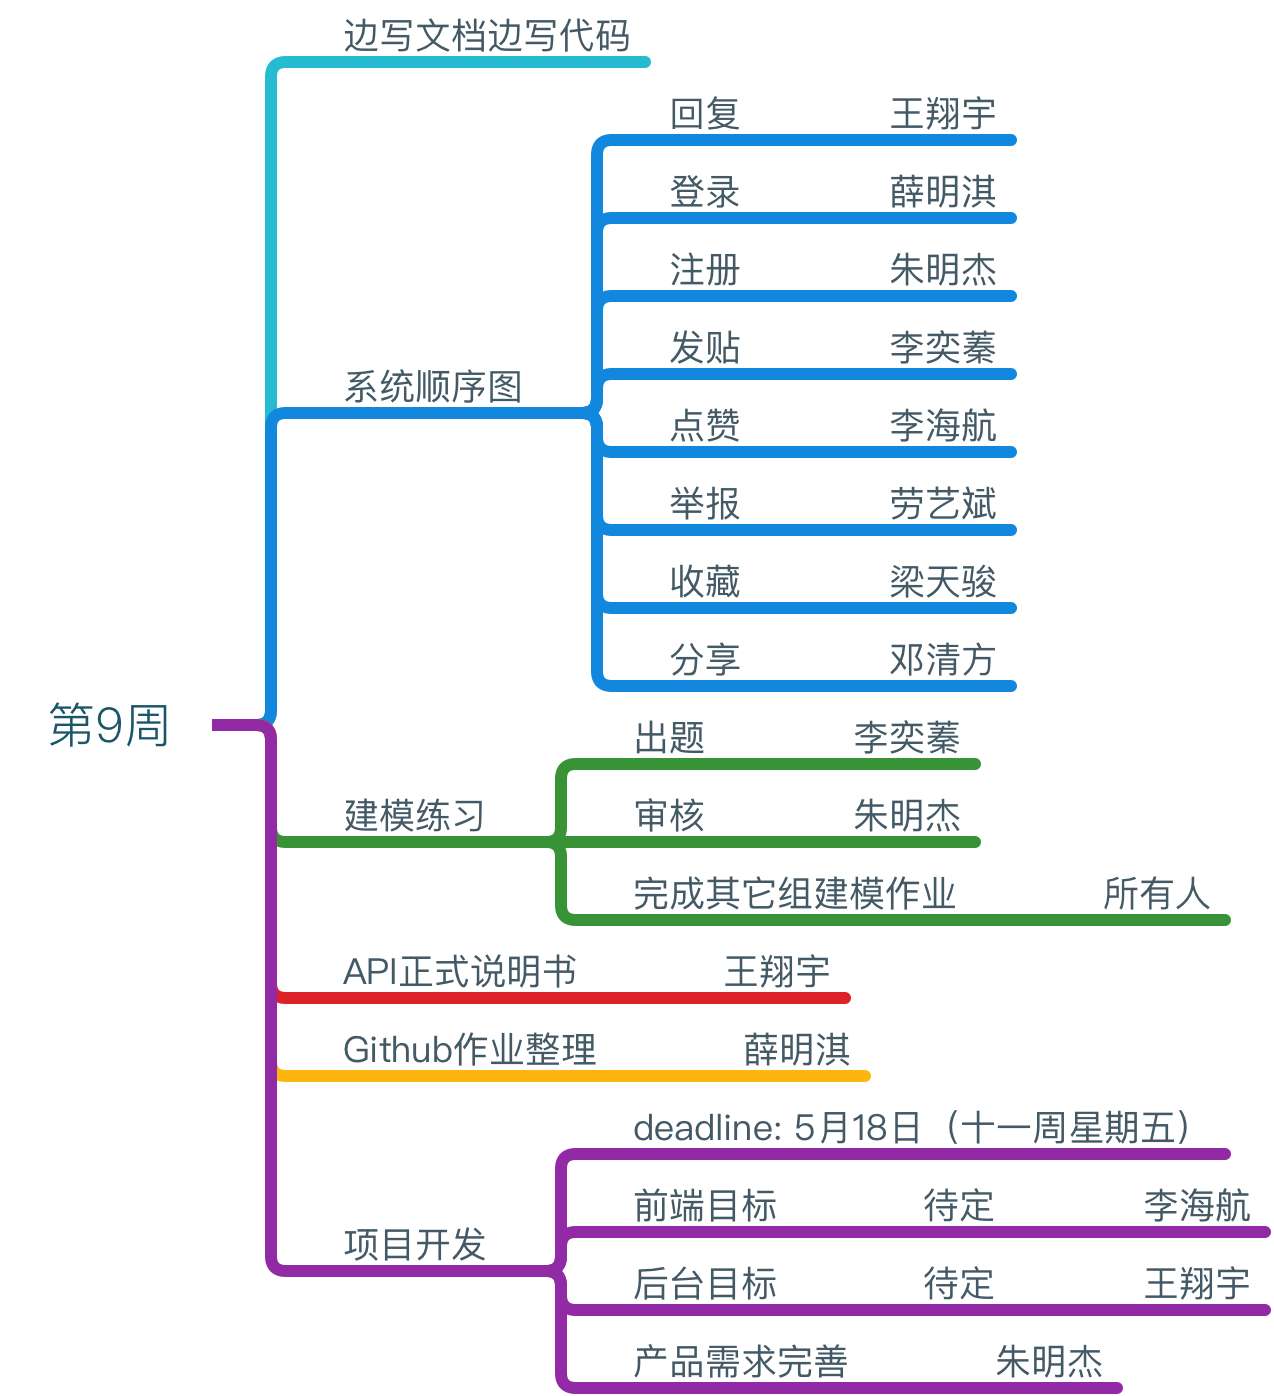 边写文档边写代码
回复 王翔宇
登录 薛明淇
注册 朱明杰
发贴 李奕蓁
系统顺序图
点赞 李海航
举报 劳艺斌
收藏 梁天骏
分享 邓清方
第9周
出题 李奕蓁
建模练习
审核 朱明杰
完成其它组建模作业 所有人
API正式说明书 王翔宇
Github作业整理 薛明淇
deadline: 5月18日（十一周星期五）
前端目标 待定 李海航
项目开发
后台目标 待定 王翔宇
产品需求完善 朱明杰